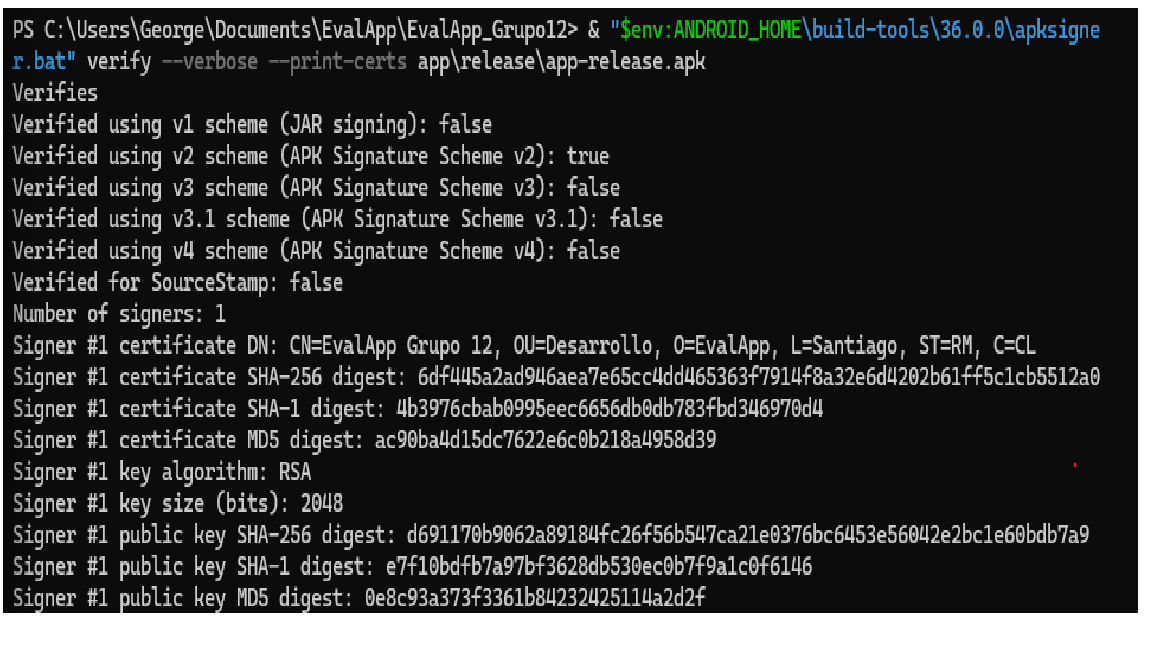 PS C:\Users\George\Documents\EvalApp\EvalApp_Grupo12> & "$env:ANDROID_HOME\build-tools\36.0.0\apksigne
r.bat" verify --verbose --print-certs app\release\app-release.apk
Verifies
Verified using v1 scheme (JAR signing): false
Verified using v2 scheme (APK Signature Scheme v2): true
Verified using v3 scheme (APK Signature Scheme v3): false
Verified using v3.1 scheme (APK Signature Scheme v3.1): false
Verified using v4 scheme (APK Signature Scheme v4): false
Verified for SourceStamp: false
Number of signers: 1
Signer #1 certificate DN: CN=EvalApp Grupo 12, OU=Desarrollo, O=EvalApp, L=Santiago, ST=RM, C=CL
Signer #1 certificate SHA-256 digest: 6df445a2ad946aea7e65cc4dd465363f7914f8a32e6d4202b61ff5c1cb5512a0
Signer #1 certificate SHA-1 digest: 4b3976cbab0995eec6656db0db783fbd346970d4
Signer #1 certificate MD5 digest: ac90ba4d15dc7622e6c0b218a4958d39
Signer #1 key algorithm: RSA
Signer #1 key size (bits): 2048
Signer #1 public key SHA-256 digest: d691170b9062a89184fc26f56b547ca21e0376bc6453e56042e2bc1e60bdb7a9
Signer #1 public key SHA-1 digest: e7f10bdfb7a97bf3628db530ec0b7f9a1c0f6146
Signer #1 public key MD5 digest: 0e8c93a373f3361b84232425114a2d2f